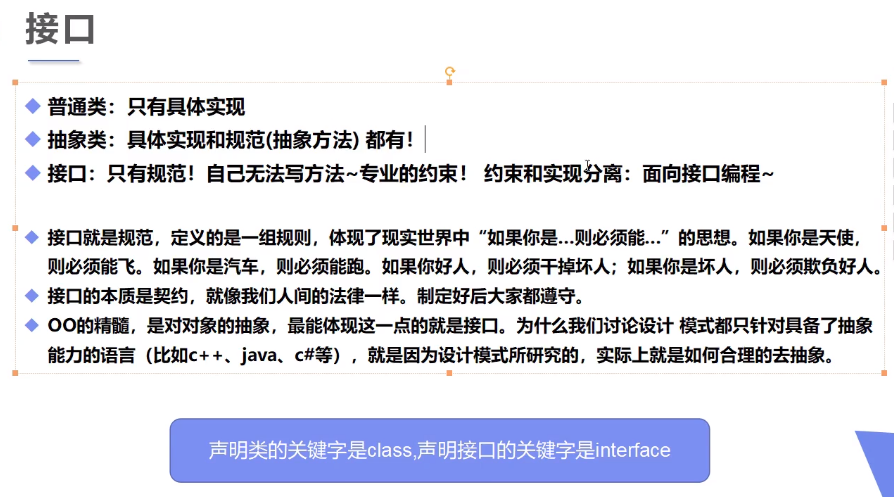 接口
普通类：只有具体实现
抽象类：具体实现和规范(抽象方法) 都有！
接口：只有规范！自己无法写方法~专业的约束！ 约束和实现分离：面向接口编程~
接口就是规范，定义的是一组规则，体现了现实世界中“如果你是...则必须能...”的思想。如果你是天使，
则必须能飞。如果你是汽车，则必须能跑。如果你好人，则必须干掉坏人；如果你是坏人，则必须欺负好人。
接口的本质是契约，就像我们人间的法律一样。制定好后大家都遵守。
OO的精髓，是对对象的抽象，最能体现这一点的就是接口。为什么我们讨论设计 模式都只针对具备了抽象
能力的语言（比如c++、java、c#等），就是因为设计模式所研究的，实际上就是如何合理的去抽象。
声明类的关键字是class,声明接口的关键字是interface